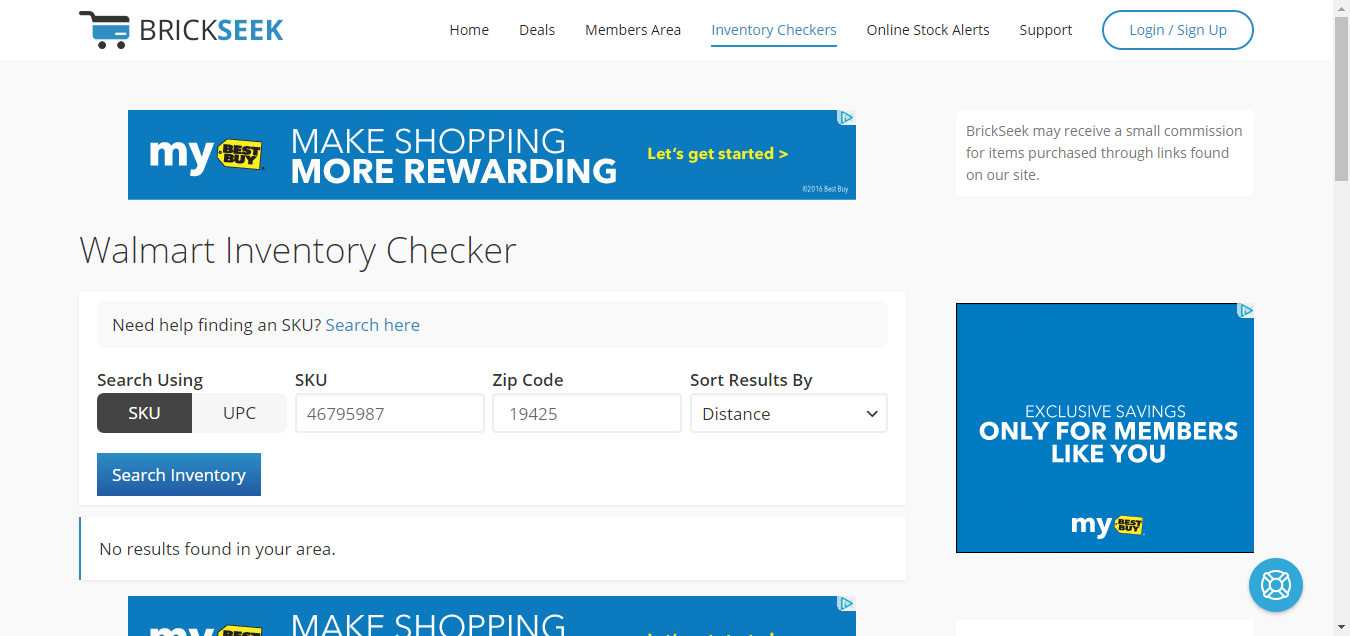 BRICKSEEK
Home Deals Members Area Inventory Checkers Online Stock Alerts Support Login / Sign Up
my BEST BUY
MAKE SHOPPING
MORE REWARDING
Let's get started >
©2016 Best Buy
BrickSeek may receive a small commission
for items purchased through links found
on our site.
Walmart Inventory Checker
Need help finding an SKU? Search here
Search Using SKU Zip Code Sort Results By
SKU UPC 46795987 19425 Distance
Search Inventory
No results found in your area.
EXCLUSIVE SAVINGS
ONLY FOR MEMBERS
LIKE YOU
my BEST BUY
my BEST
MAKE SHOPPING